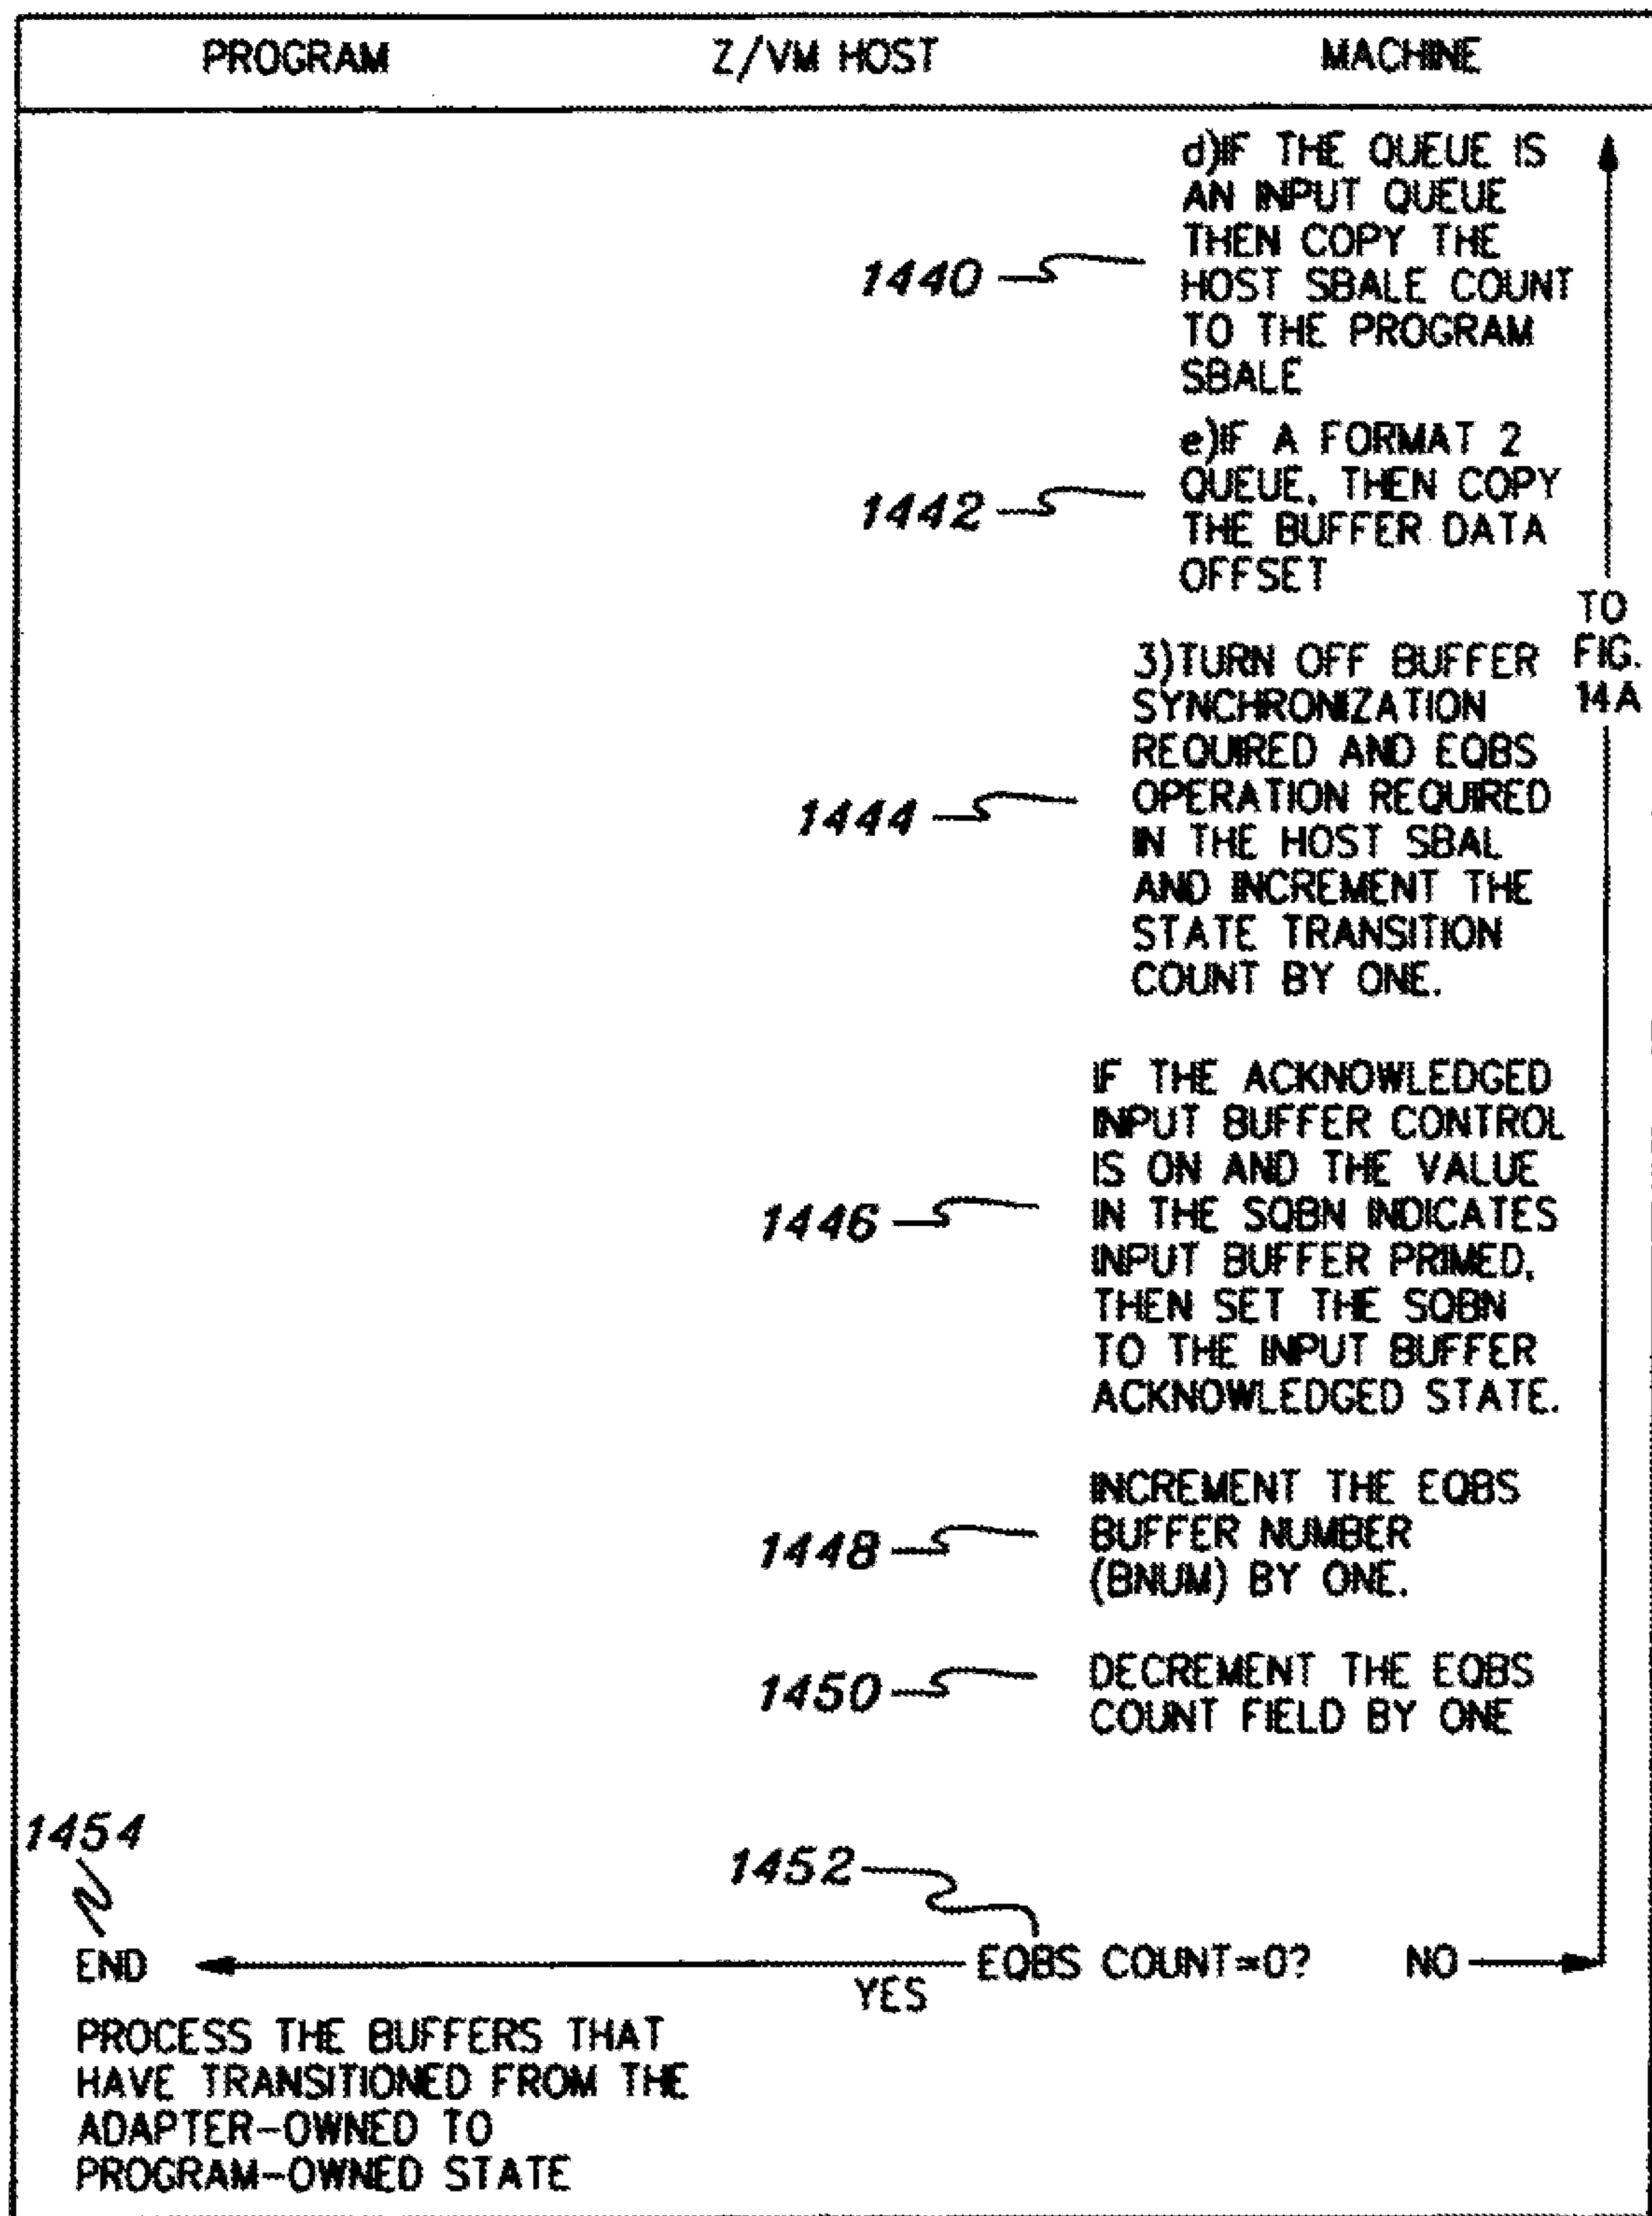 PROGRAM Z/VM HOST MACHINE
d)IF THE QUEUE IS
AN INPUT QUEUE
THEN COPY THE
HOST SBALE COUNT
TO THE PROGRAM
SBALE
1440
e)IF A FORMAT 2
QUEUE, THEN COPY
THE BUFFER DATA
OFFSET
1442
TO
FIG.
14A
3)TURN OFF BUFFER
SYNCHRONIZATION
REQUIRED AND EQBS
OPERATION REQUIRED
IN THE HOST SBAL
AND INCREMENT THE
STATE TRANSITION
COUNT BY ONE.
1444
IF THE ACKNOWLEDGED
INPUT BUFFER CONTROL
IS ON AND THE VALUE
IN THE SQBN INDICATES
INPUT BUFFER PRIMED,
THEN SET THE SQBN
TO THE INPUT BUFFER
ACKNOWLEDGED STATE.
1446
INCREMENT THE EQBS
BUFFER NUMBER
(BNUM) BY ONE.
1448
DECREMENT THE EQBS
COUNT FIELD BY ONE
1450
1454
1452
END YES EQBS COUNT=0? NO
PROCESS THE BUFFERS THAT
HAVE TRANSITIONED FROM THE
ADAPTER-OWNED TO
PROGRAM-OWNED STATE